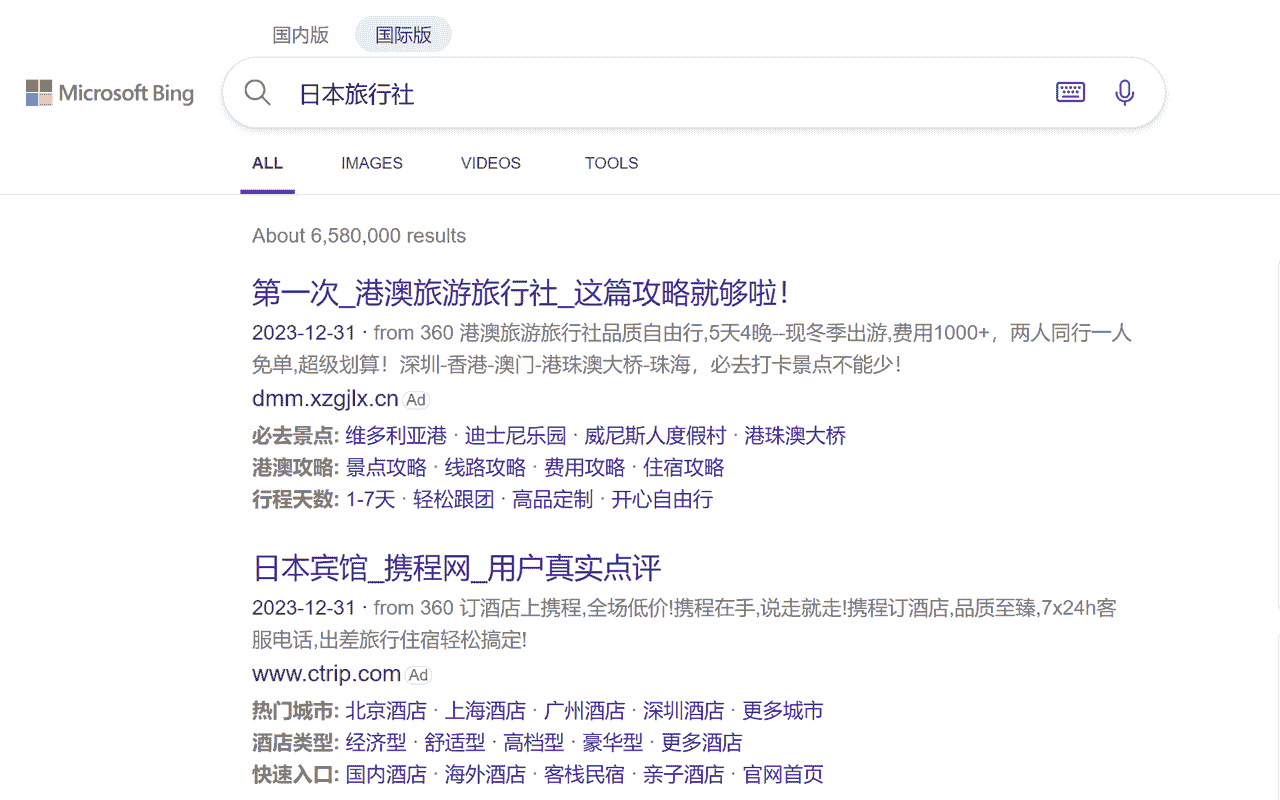 国内版 国际版
Microsoft Bing
日本旅行社
ALL IMAGES VIDEOS TOOLS
About 6,580,000 results
第一次_港澳旅游旅行社_这篇攻略就够啦！
2023-12-31 · from 360 港澳旅游旅行社品质自由行,5天4晚--现冬季出游,费用1000+，两人同行一人
免单,超级划算！深圳-香港-澳门-港珠澳大桥-珠海，必去打卡景点不能少！
dmm.xzgjlx.cn Ad
必去景点: 维多利亚港 · 迪士尼乐园 · 威尼斯人度假村 · 港珠澳大桥
港澳攻略: 景点攻略 · 线路攻略 · 费用攻略 · 住宿攻略
行程天数: 1-7天 · 轻松跟团 · 高品定制 · 开心自由行
日本宾馆_携程网_用户真实点评
2023-12-31 · from 360 订酒店上携程,全场低价!携程在手,说走就走!携程订酒店,品质至臻,7x24h客
服电话,出差旅行住宿轻松搞定!
www.ctrip.com Ad
热门城市: 北京酒店 · 上海酒店 · 广州酒店 · 深圳酒店 · 更多城市
酒店类型: 经济型 · 舒适型 · 高档型 · 豪华型 · 更多酒店
快速入口: 国内酒店 · 海外酒店 · 客栈民宿 · 亲子酒店 · 官网首页